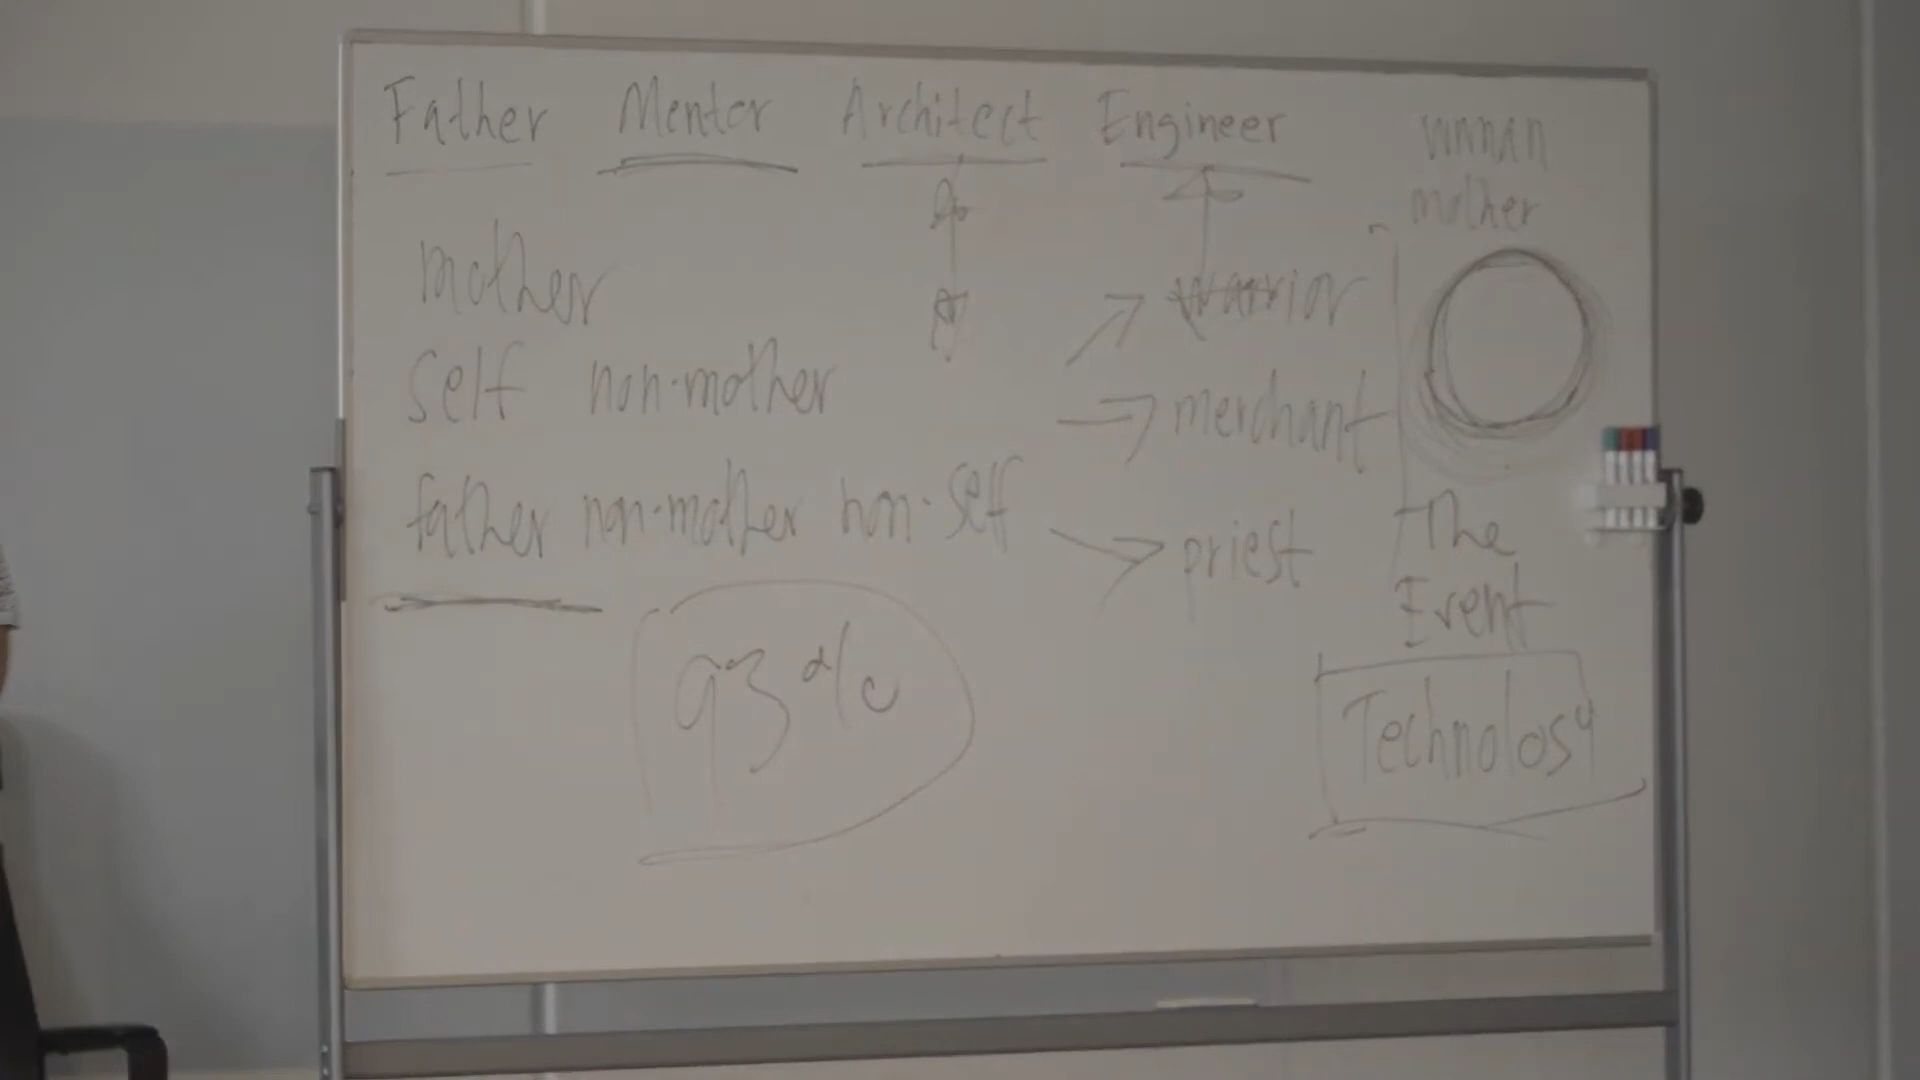 Father Mentor Architect Engineer
woman
mother
mother
warrior
self non-mother
merchant
father non-mother non-self
priest
The
Event
93%
Technology